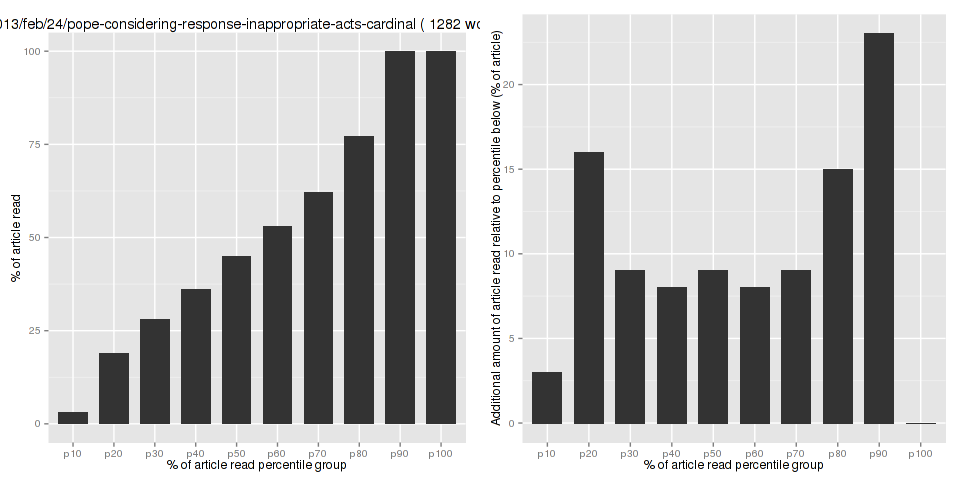 013/feb/24/pope-considering-response-inappropriate-acts-cardinal ( 1282 wo
% of article read
100
75
50
25
0
p10 p20 p30 p40 p50 p60 p70 p80 p90 p100
% of article read percentile group
Additional amount of article read relative to percentile below (% of article)
20
15
10
5
0
p10 p20 p30 p40 p50 p60 p70 p80 p90 p100
% of article read percentile group